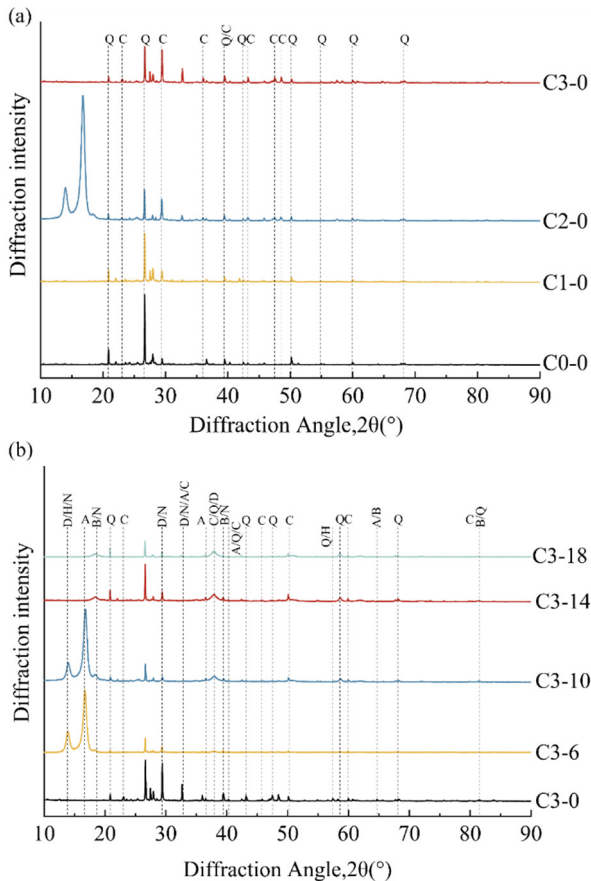 (a)
Q C Q C C Q/C Q C C C Q Q Q Q
C3-0
C2-0
C1-0
C0-0
Diffraction intensity
10 20 30 40 50 60 70 80 90
Diffraction Angle,2θ(°)
(b)
D/H/N A B/N Q C D/N D/N/A/C A C/Q/D B/N A/Q/C Q C Q C Q/H Q C A/B Q C B/Q
C3-18
C3-14
C3-10
C3-6
C3-0
Diffraction intensity
10 20 30 40 50 60 70 80 90
Diffraction Angle,2θ(°)